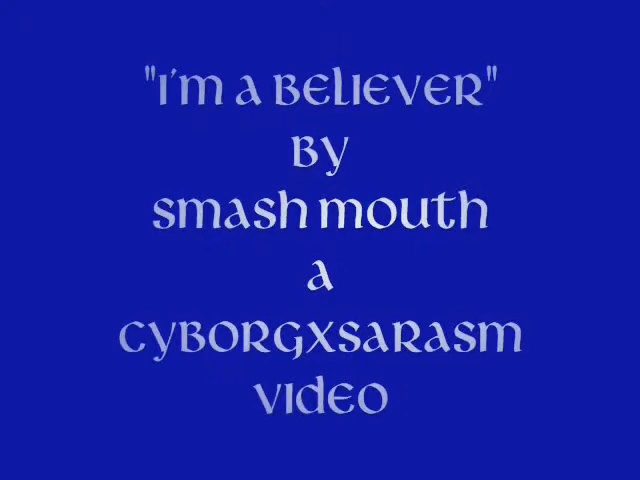 "I'm a Believer"
by
Smash Mouth
a
CyborgxSarasm
video